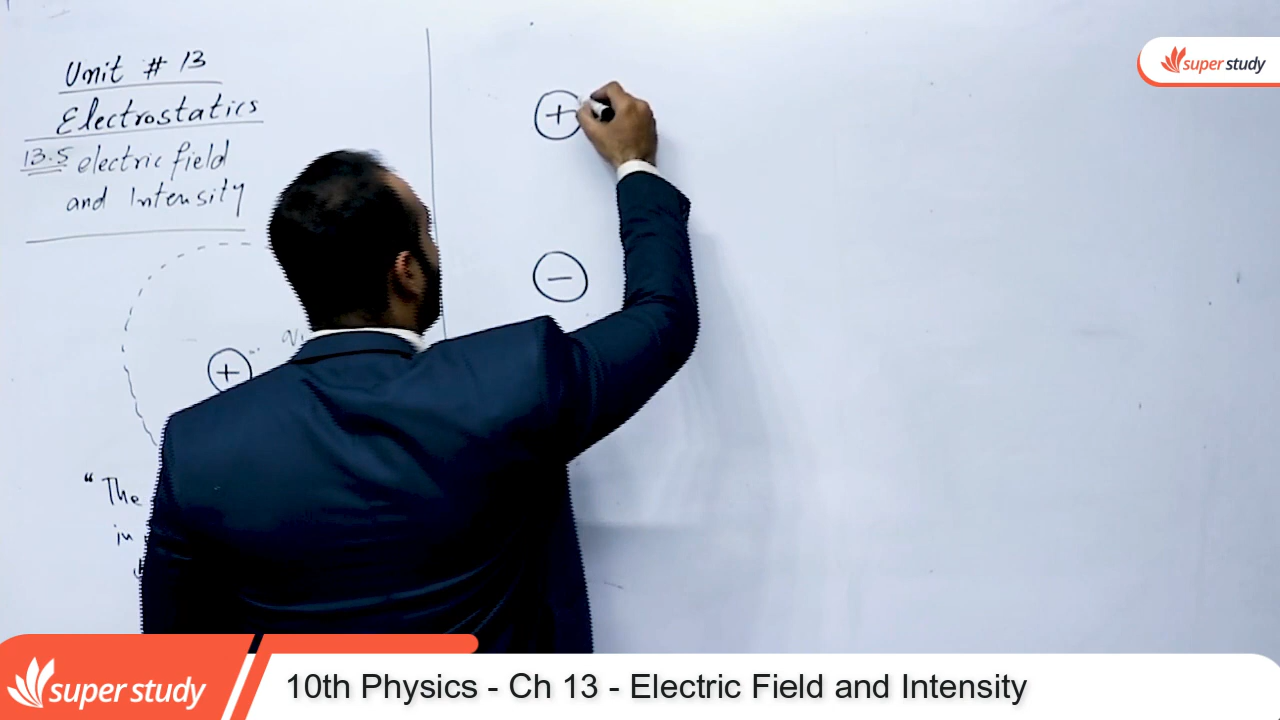 Unit # 13
Electrostatics
13.5 electric field
and Intensity
+
+
−
"The
in
super study
super study
10th Physics - Ch 13 - Electric Field and Intensity